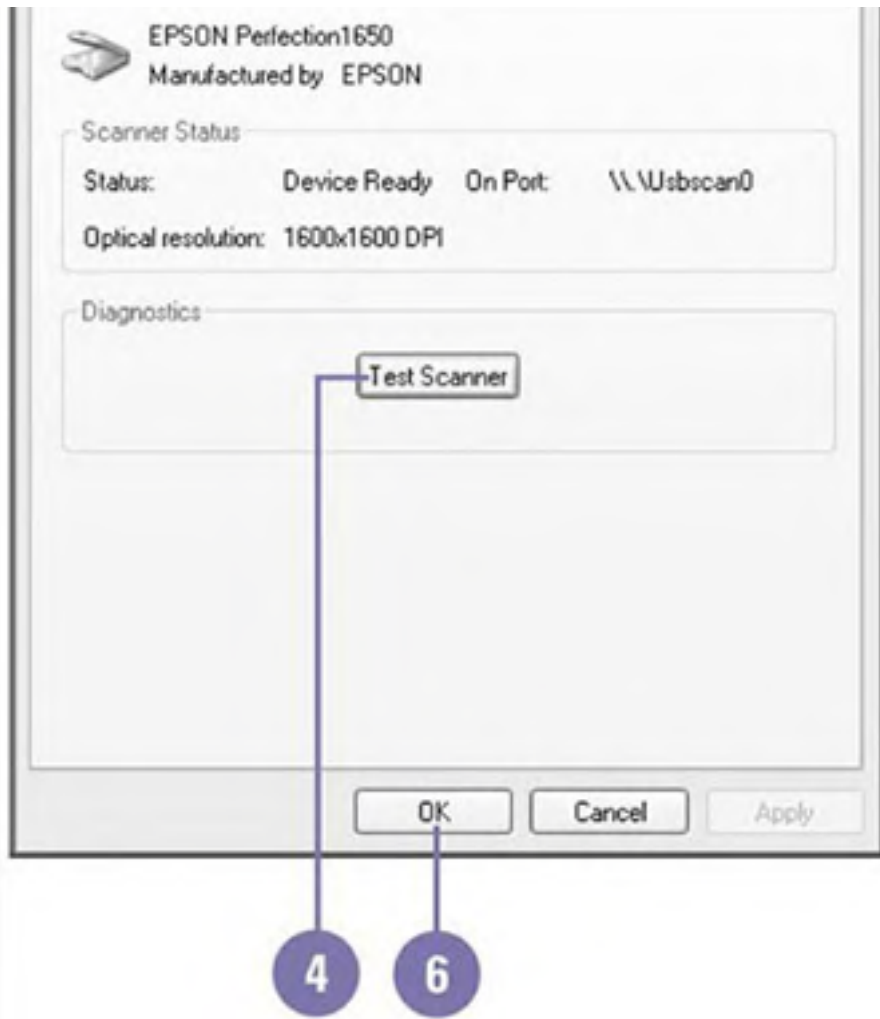 EPSON Perfection1650
Manufactured by EPSON
Scanner Status
Status: Device Ready On Port: \\.\Usbscan0
Optical resolution: 1600x1600 DPI
Diagnostics
Test Scanner
OK Cancel Apply
4 6